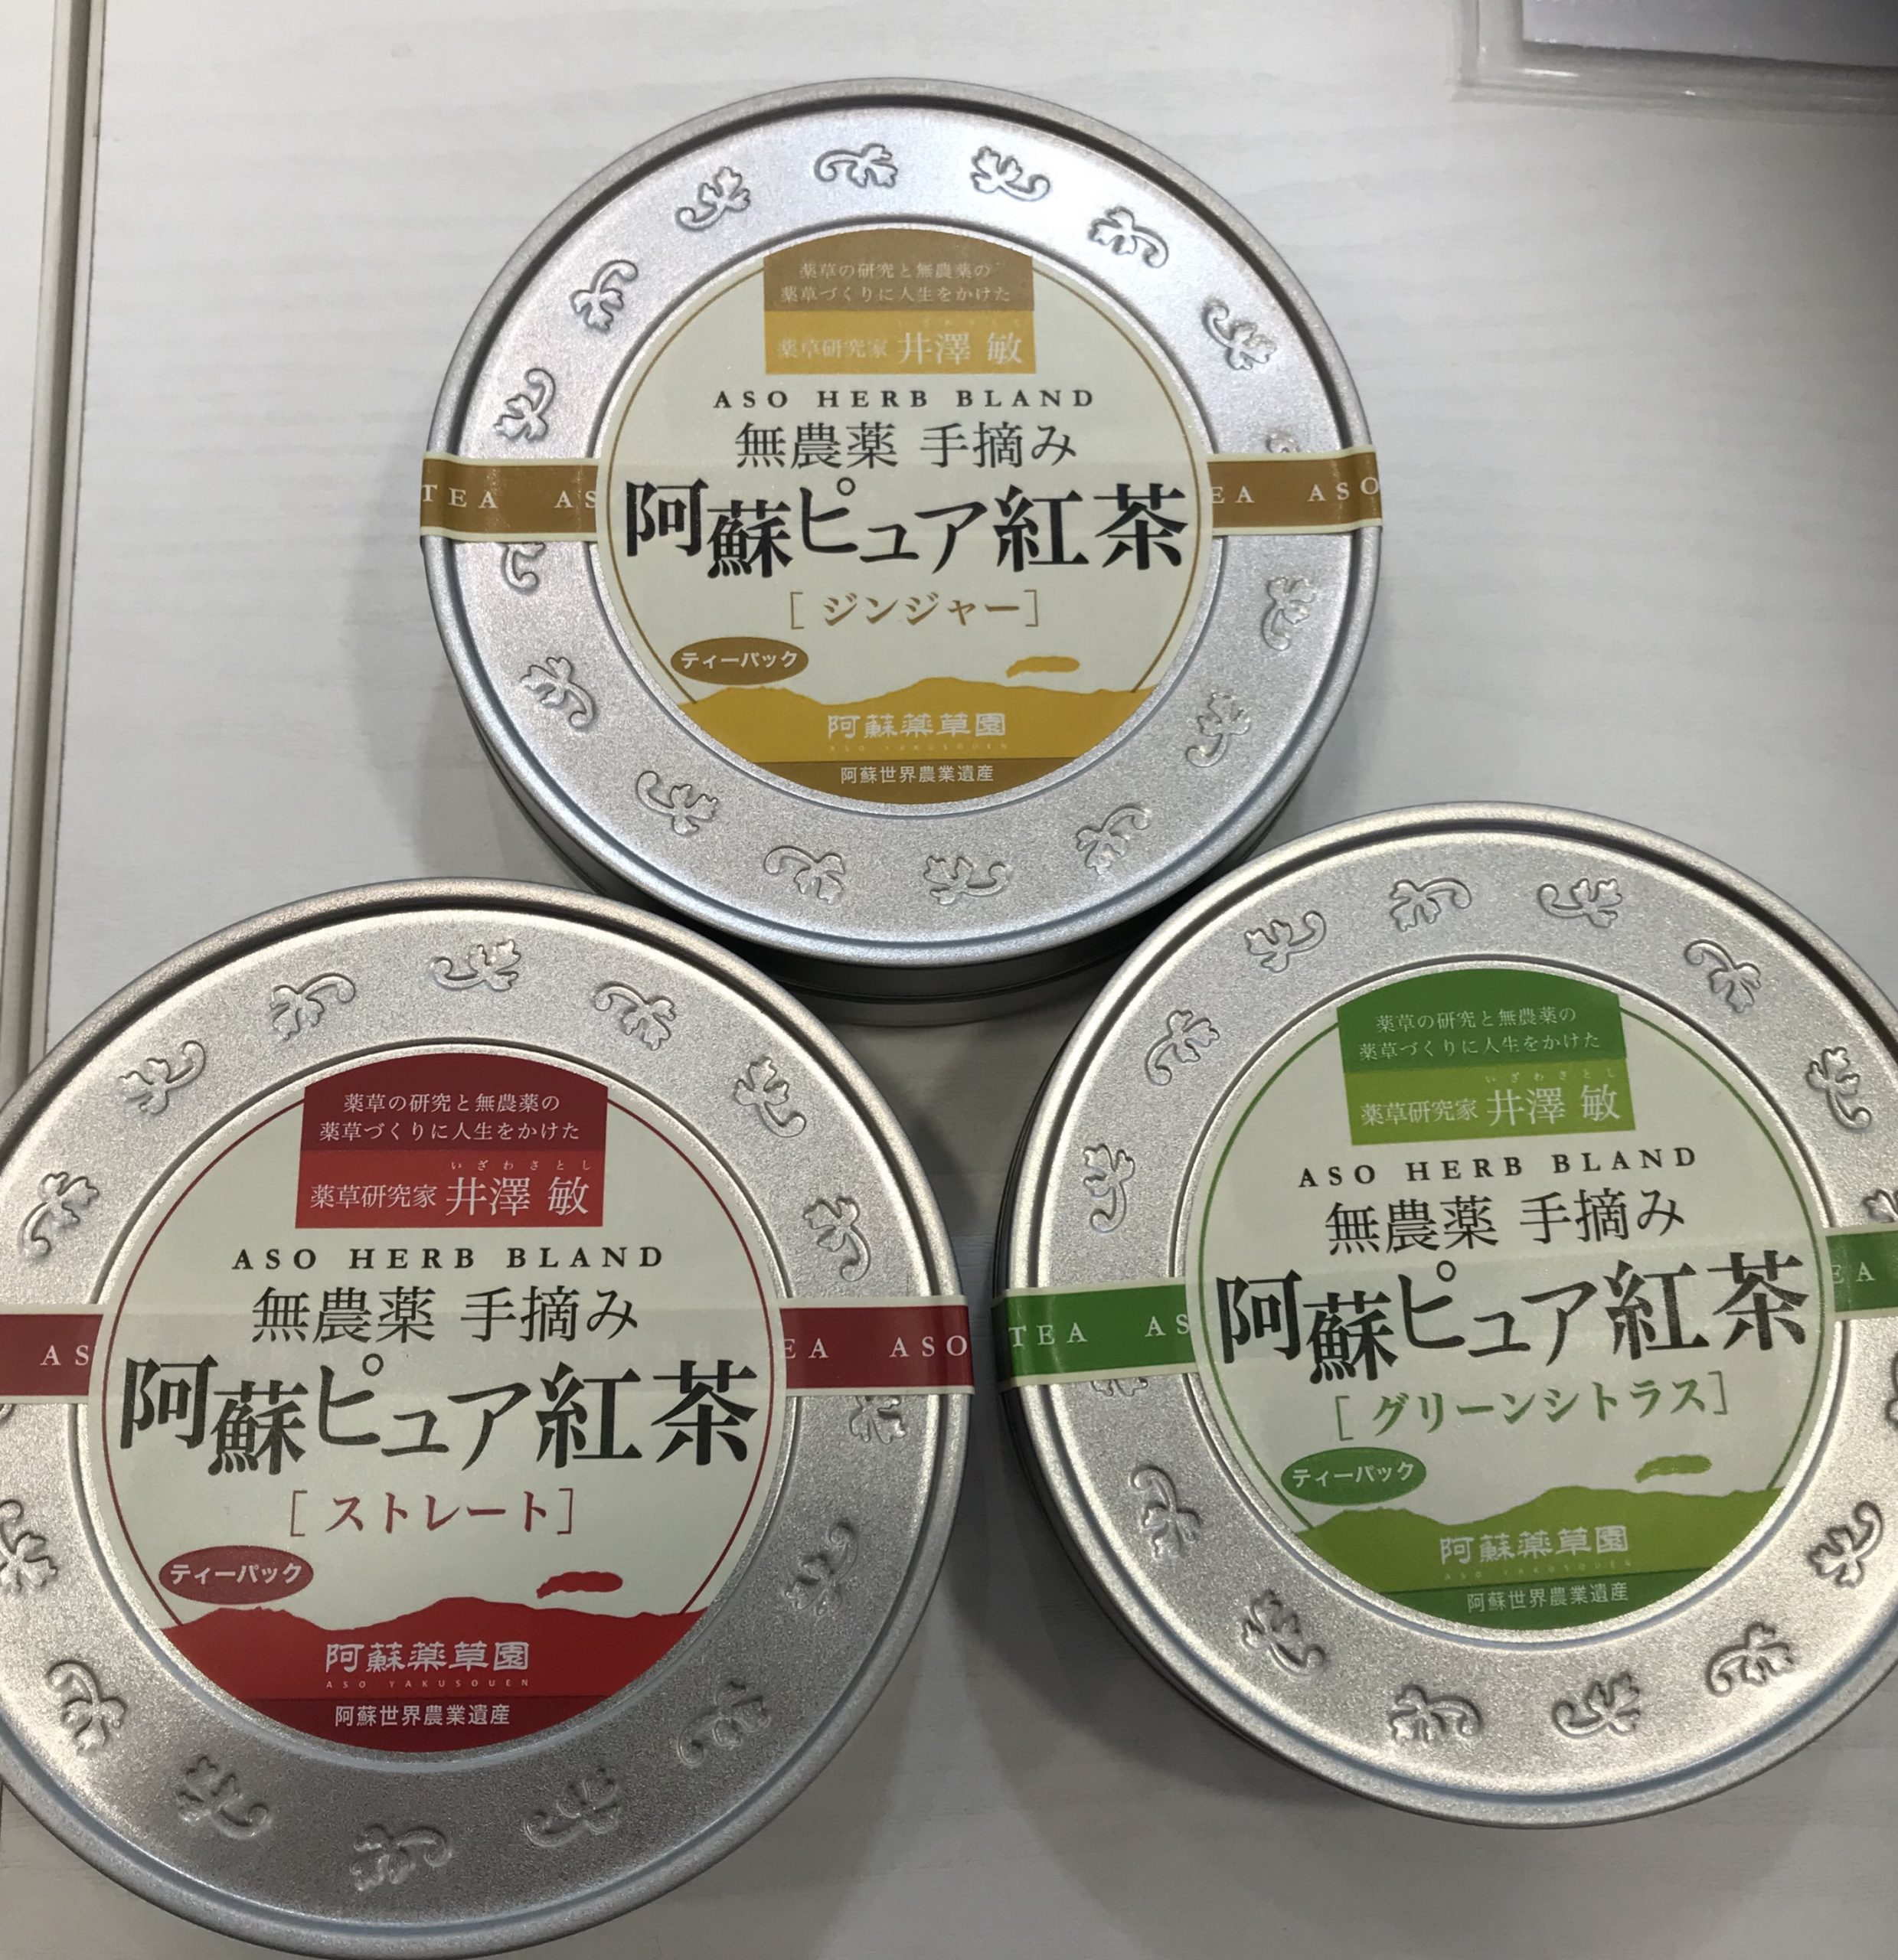 薬草の研究と無農薬の
薬草づくりに人生をかけた
いざわさとし
薬草研究家 井澤 敏
ASO HERB BLAND
無農薬 手摘み
TEA AS
阿蘇ピュア紅茶
EA ASO
[ ジンジャー]
ティーパック
阿蘇薬草園
ASO YAKUSOUEN
阿蘇世界農業遺産
薬草の研究と無農薬の
薬草づくりに人生をかけた
いざわさとし
薬草研究家 井澤 敏
ASO HERB BLAND
無農薬 手摘み
AS
阿蘇ピュア紅茶
EA ASO
[ ストレート]
ティーパック
阿蘇薬草園
ASO YAKUSOUEN
阿蘇世界農業遺産
薬草の研究と無農薬の
薬草づくりに人生をかけた
いざわさとし
薬草研究家 井澤 敏
ASO HERB BLAND
無農薬 手摘み
TEA AS
阿蘇ピュア紅茶
EA
[ グリーンシトラス]
ティーパック
阿蘇薬草園
ASO YAKUSOUEN
阿蘇世界農業遺産